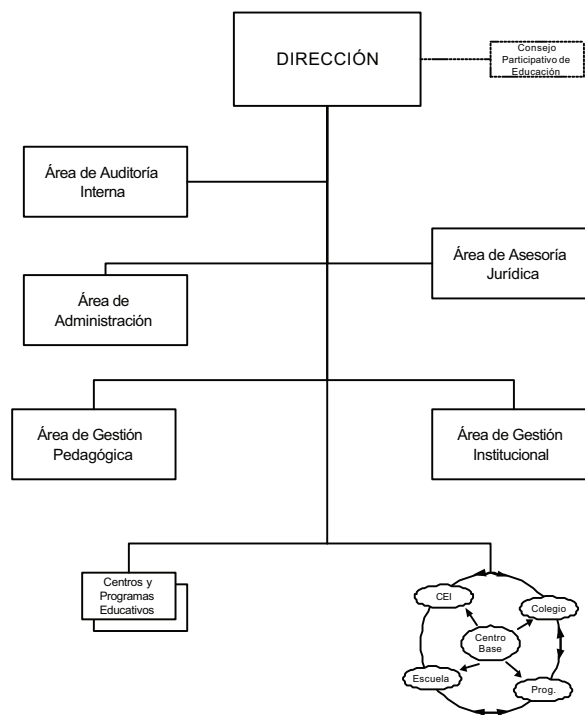 DIRECCIÓN
Consejo
Participativo de
Educación
Área de Auditoría
Interna
Área de Asesoría
Jurídica
Área de
Administración
Área de Gestión
Pedagógica
Área de Gestión
Institucional
Centros y
Programas
Educativos
CEI
Colegio
Centro
Base
Escuela
Prog.